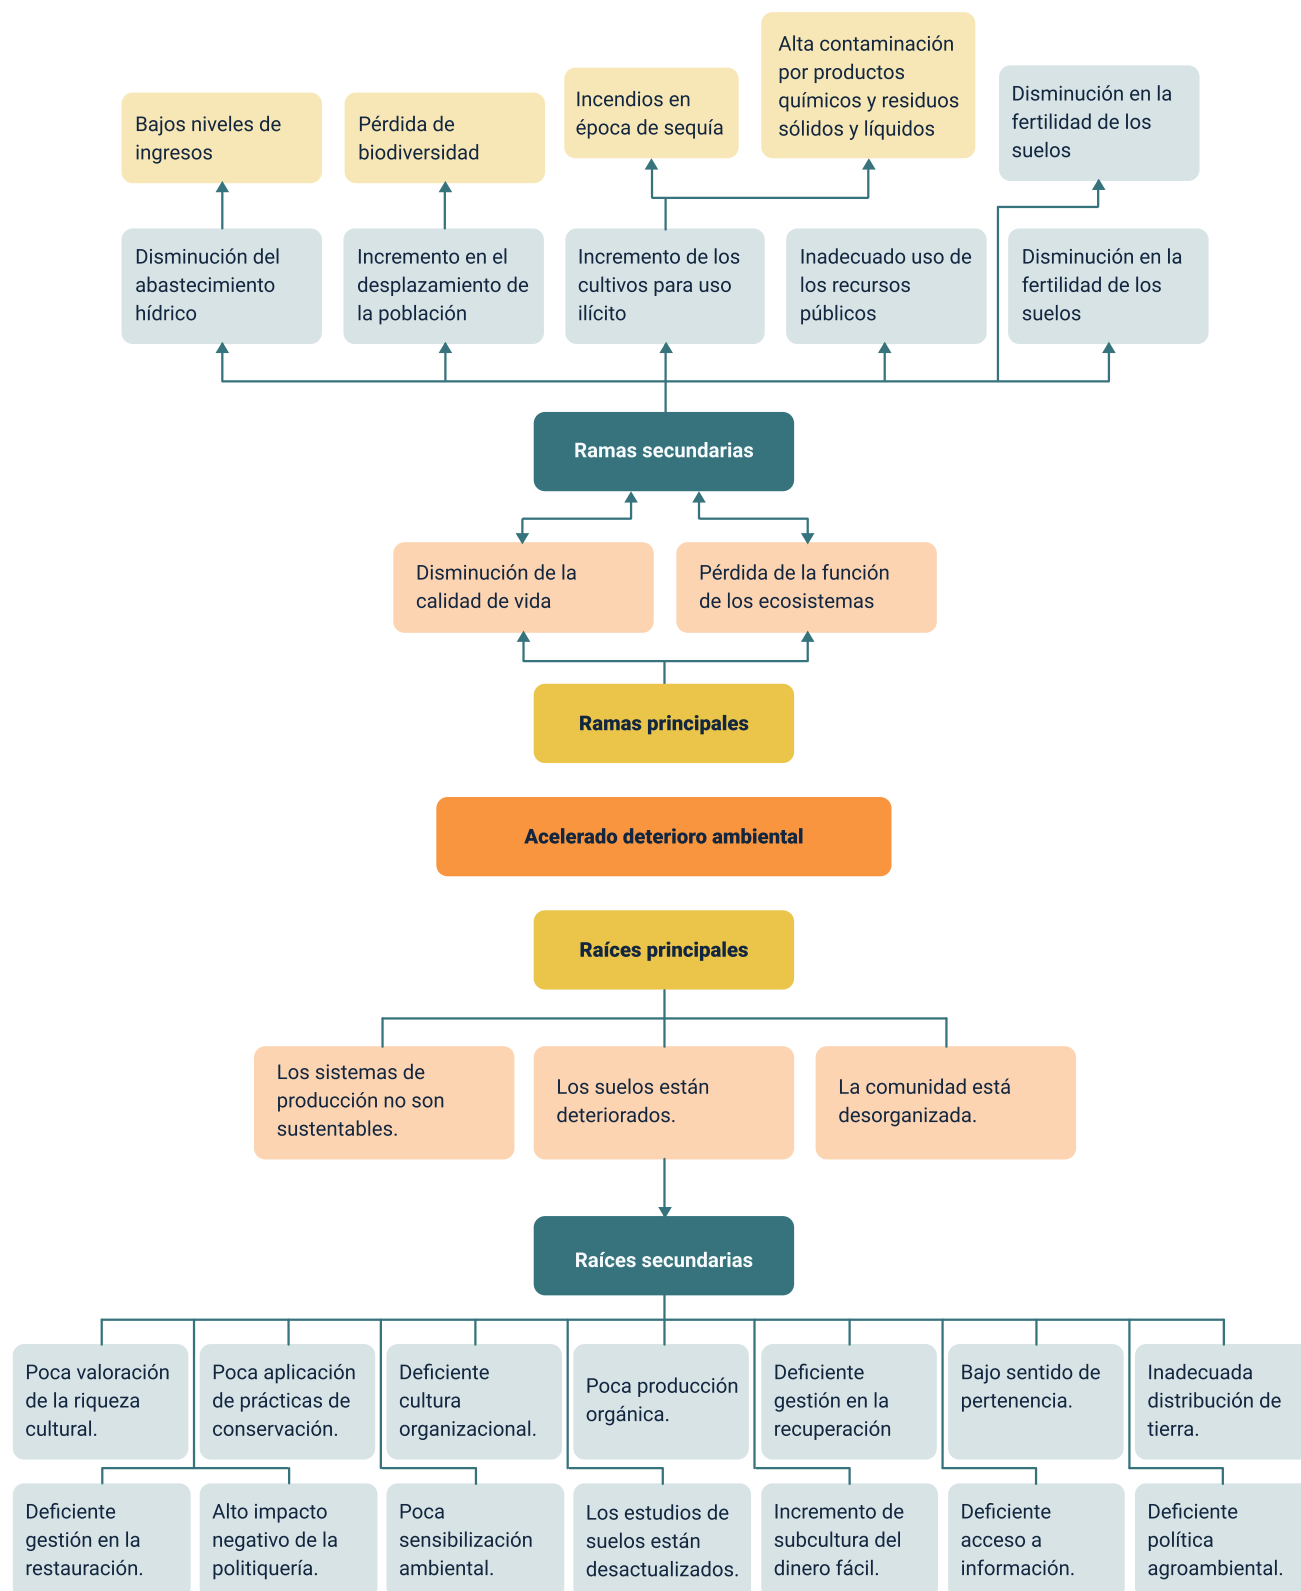 Alta contaminación
por productos
químicos y residuos
sólidos y líquidos
Incendios en
época de sequía
Disminución en la
fertilidad de los
suelos
Bajos niveles de
ingresos
Pérdida de
biodiversidad
Disminución del
abastecimiento
hídrico
Incremento en el
desplazamiento de
la población
Incremento de los
cultivos para uso
ilícito
Inadecuado uso de
los recursos
públicos
Disminución en la
fertilidad de los
suelos
Ramas secundarias
Disminución de la
calidad de vida
Pérdida de la función
de los ecosistemas
Ramas principales
Acelerado deterioro ambiental
Raíces principales
Los sistemas de
producción no son
sustentables.
Los suelos están
deteriorados.
La comunidad está
desorganizada.
Raíces secundarias
Poca valoración
de la riqueza
cultural.
Poca aplicación
de prácticas de
conservación.
Deficiente
cultura
organizacional.
Poca producción
orgánica.
Deficiente
gestión en la
recuperación
Bajo sentido de
pertenencia.
Inadecuada
distribución de
tierra.
Deficiente
gestión en la
restauración.
Alto impacto
negativo de la
politiquería.
Poca
sensibilización
ambiental.
Los estudios de
suelos están
desactualizados.
Incremento de
subcultura del
dinero fácil.
Deficiente
acceso a
información.
Deficiente
política
agroambiental.